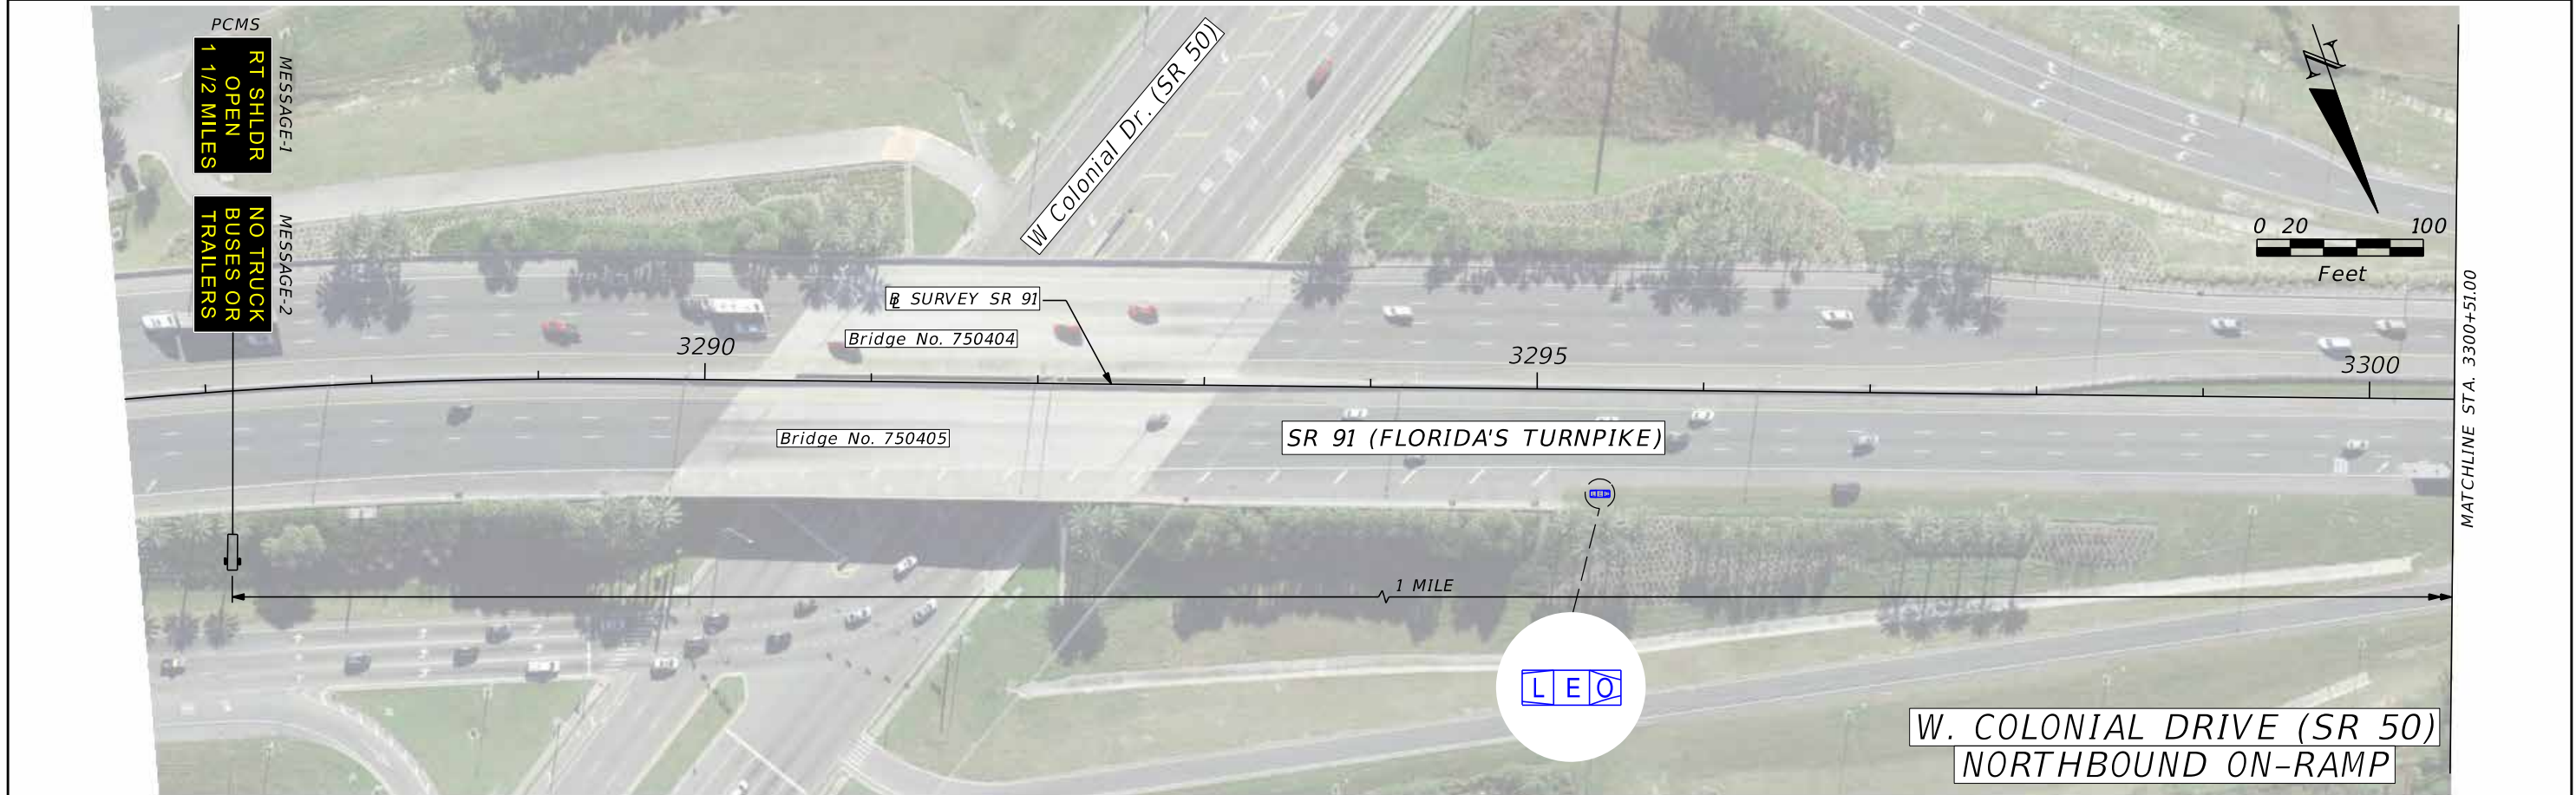 PCMS
RT SHLDR
OPEN
1 1/2 MILES
MESSAGE-1
NO TRUCK
BUSES OR
TRAILERS
MESSAGE-2
W Colonial Dr. (SR 50)
N
0 20 100
Feet
℄ SURVEY SR 91
Bridge No. 750404
3290
3295
3300
Bridge No. 750405
SR 91 (FLORIDA'S TURNPIKE)
MATCHLINE STA. 3300+51.00
LEO
1 MILE
LEO
W. COLONIAL DRIVE (SR 50)
NORTHBOUND ON-RAMP